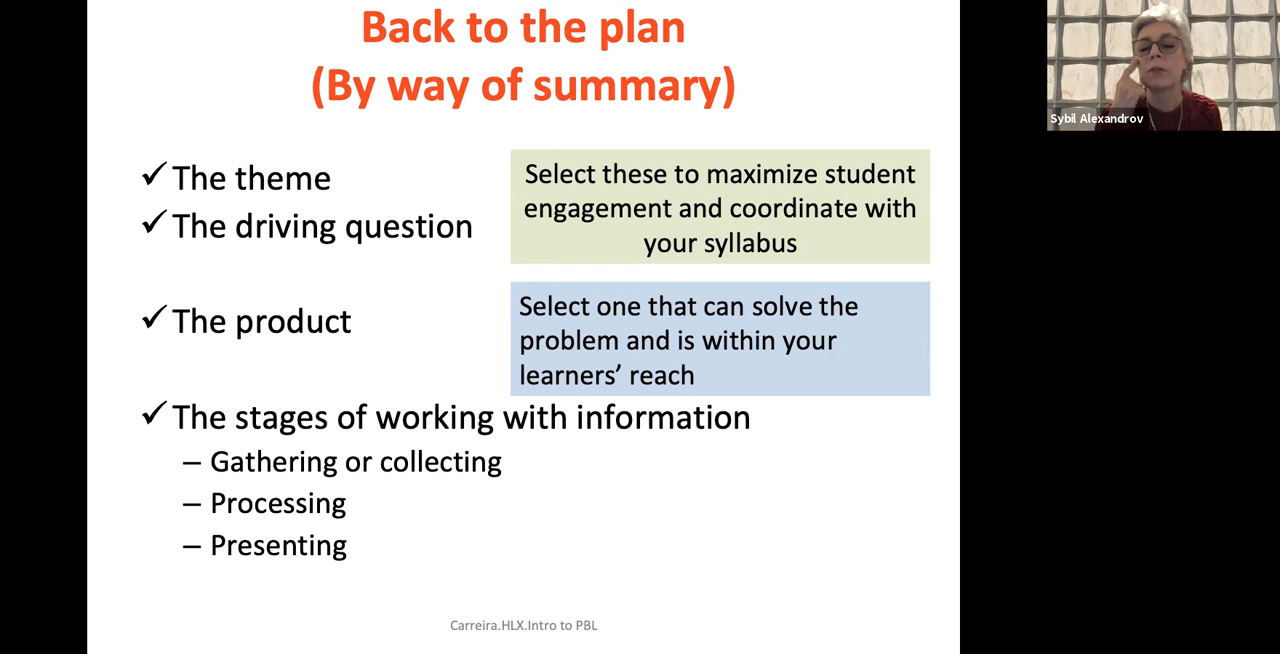 Back to the plan
(By way of summary)
✓ The theme
✓ The driving question
Select these to maximize student
engagement and coordinate with
your syllabus
✓ The product
Select one that can solve the
problem and is within your
learners’ reach
✓ The stages of working with information
– Gathering or collecting
– Processing
– Presenting
Carreira.HLX.Intro to PBL
Sybil Alexandrov